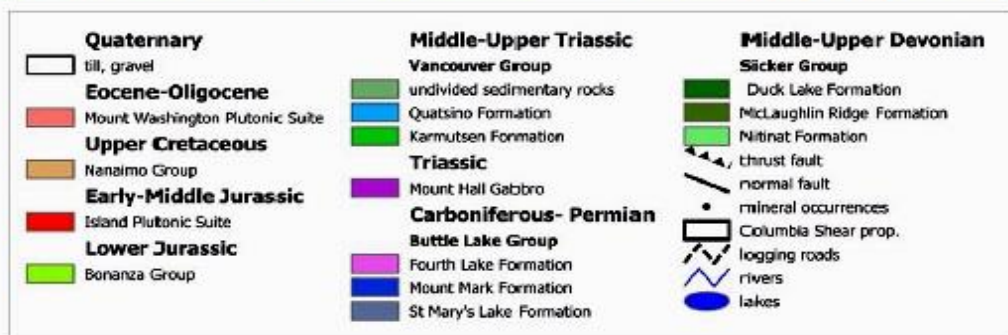 Quaternary
till, gravel
Eocene-Oligocene
Mount Washington Plutonic Suite
Upper Cretaceous
Nanaimo Group
Early-Middle Jurassic
Island Plutonic Suite
Lower Jurassic
Bonanza Group
Middle-Upper Triassic
Vancouver Group
undivided sedimentary rocks
Quatsino Formation
Karmutsen Formation
Triassic
Mount Hall Gabbro
Carboniferous- Permian
Buttle Lake Group
Fourth Lake Formation
Mount Mark Formation
St Mary's Lake Formation
Middle-Upper Devonian
Sicker Group
Duck Lake Formation
McLaughlin Ridge Formation
Nitinat Formation
thrust fault
normal fault
mineral occurrences
Columbia Shear prop.
logging roads
rivers
lakes